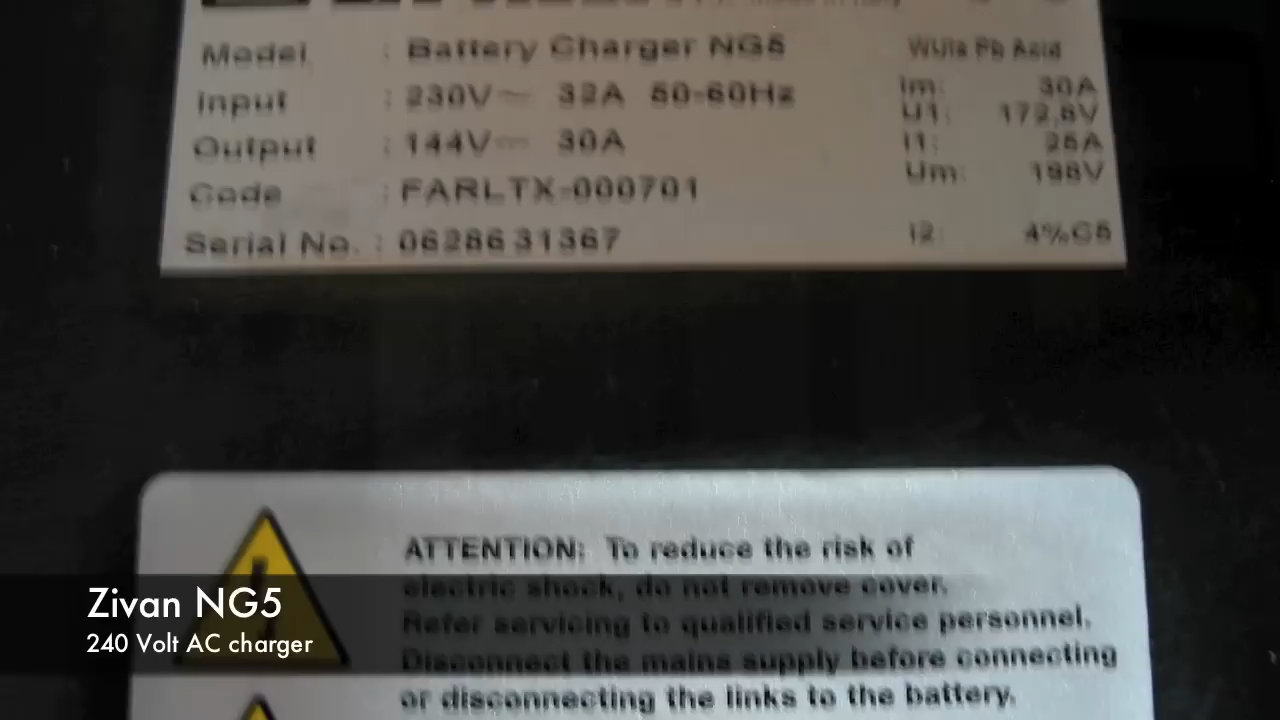 Model : Battery Charger NG5
Input : 230V~ 32A 50-60Hz
Output : 144V⎓ 30A
Code : FARLTX-000701
Serial No. : 06286 31367
WUIa Pb Acid
Im: 30A
U1: 172,8V
I1: 25A
Um: 198V
I2: 4%C5
ATTENTION: To reduce the risk of
electric shock, do not remove cover.
Refer servicing to qualified service personnel.
Disconnect the mains supply before connecting
or disconnecting the links to the battery.
Zivan NG5
240 Volt AC charger